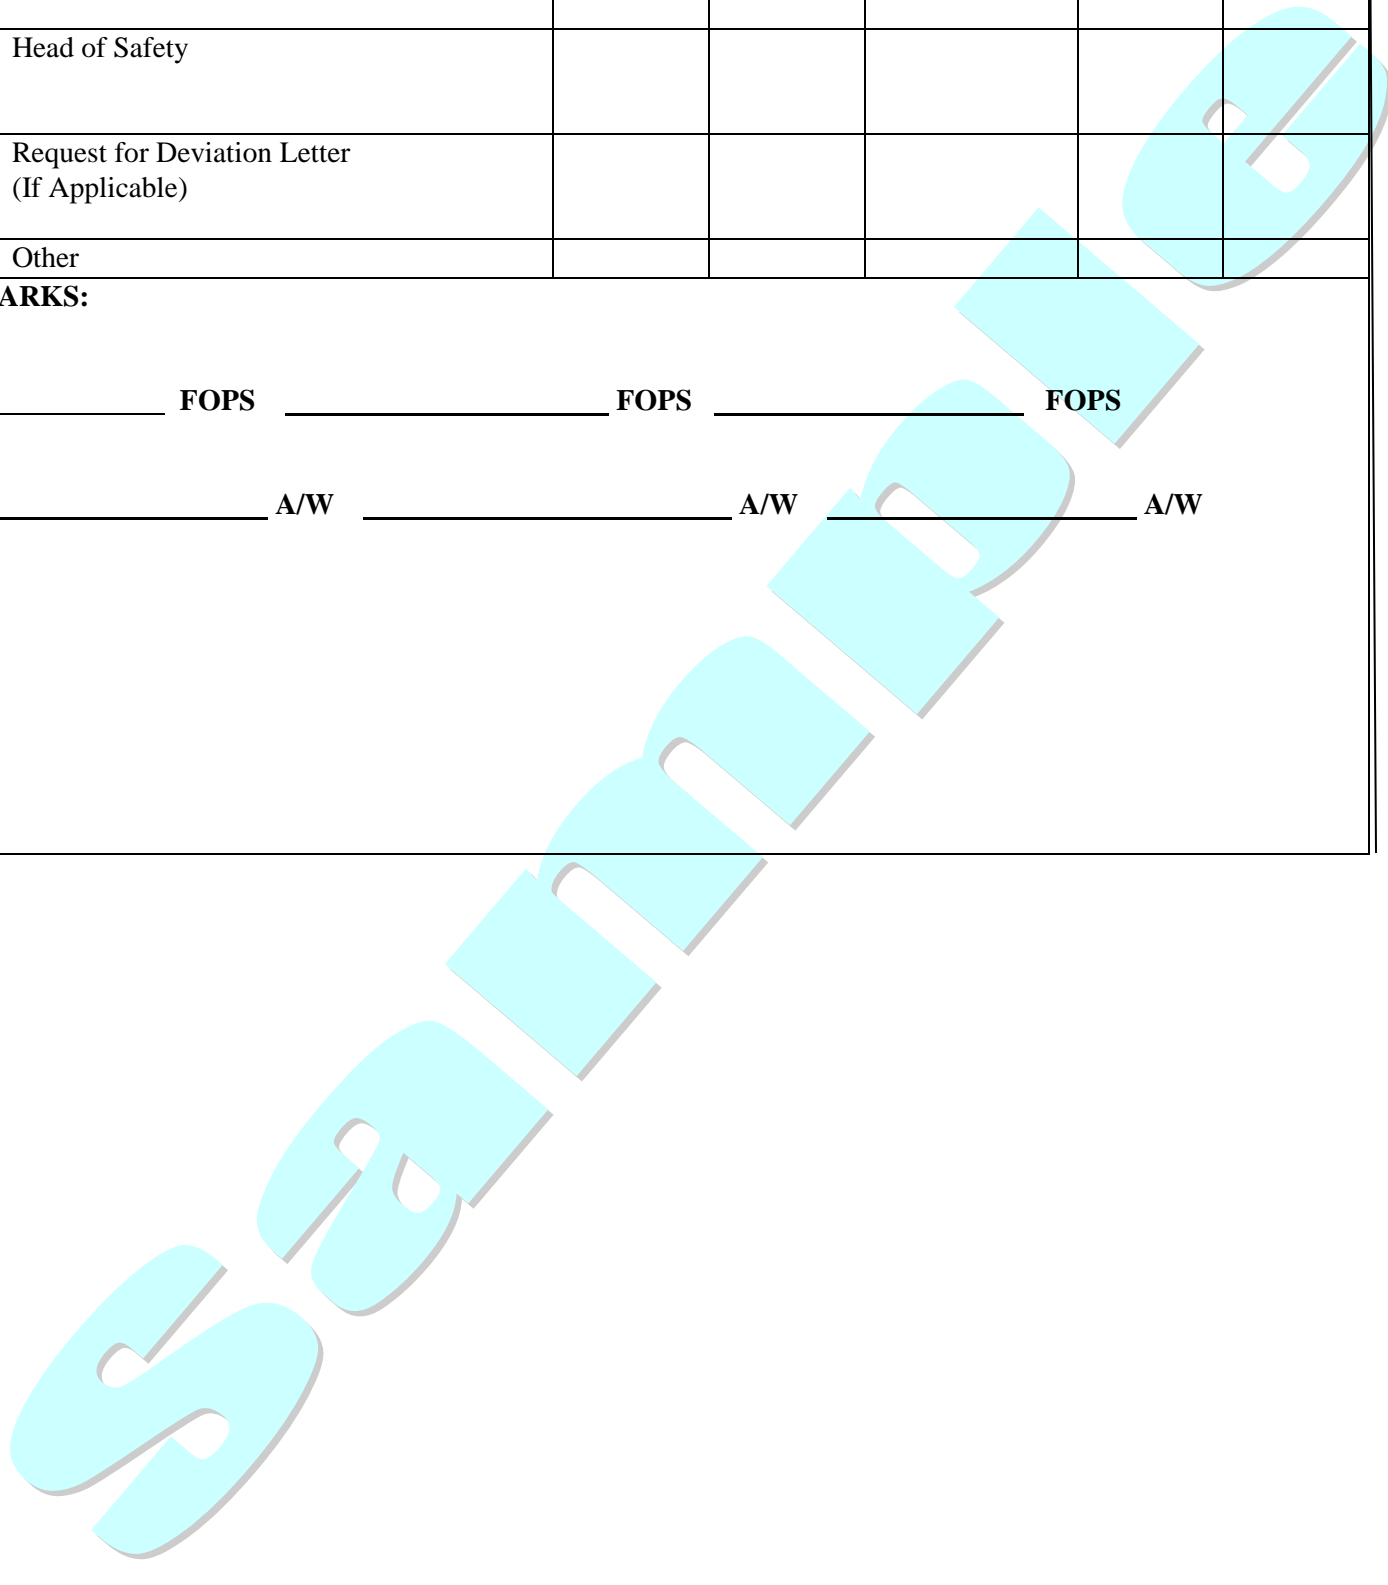 Head of Safety
Request for Deviation Letter
(If Applicable)
Other
ARKS:
FOPS FOPS FOPS
A/W A/W A/W
Sample